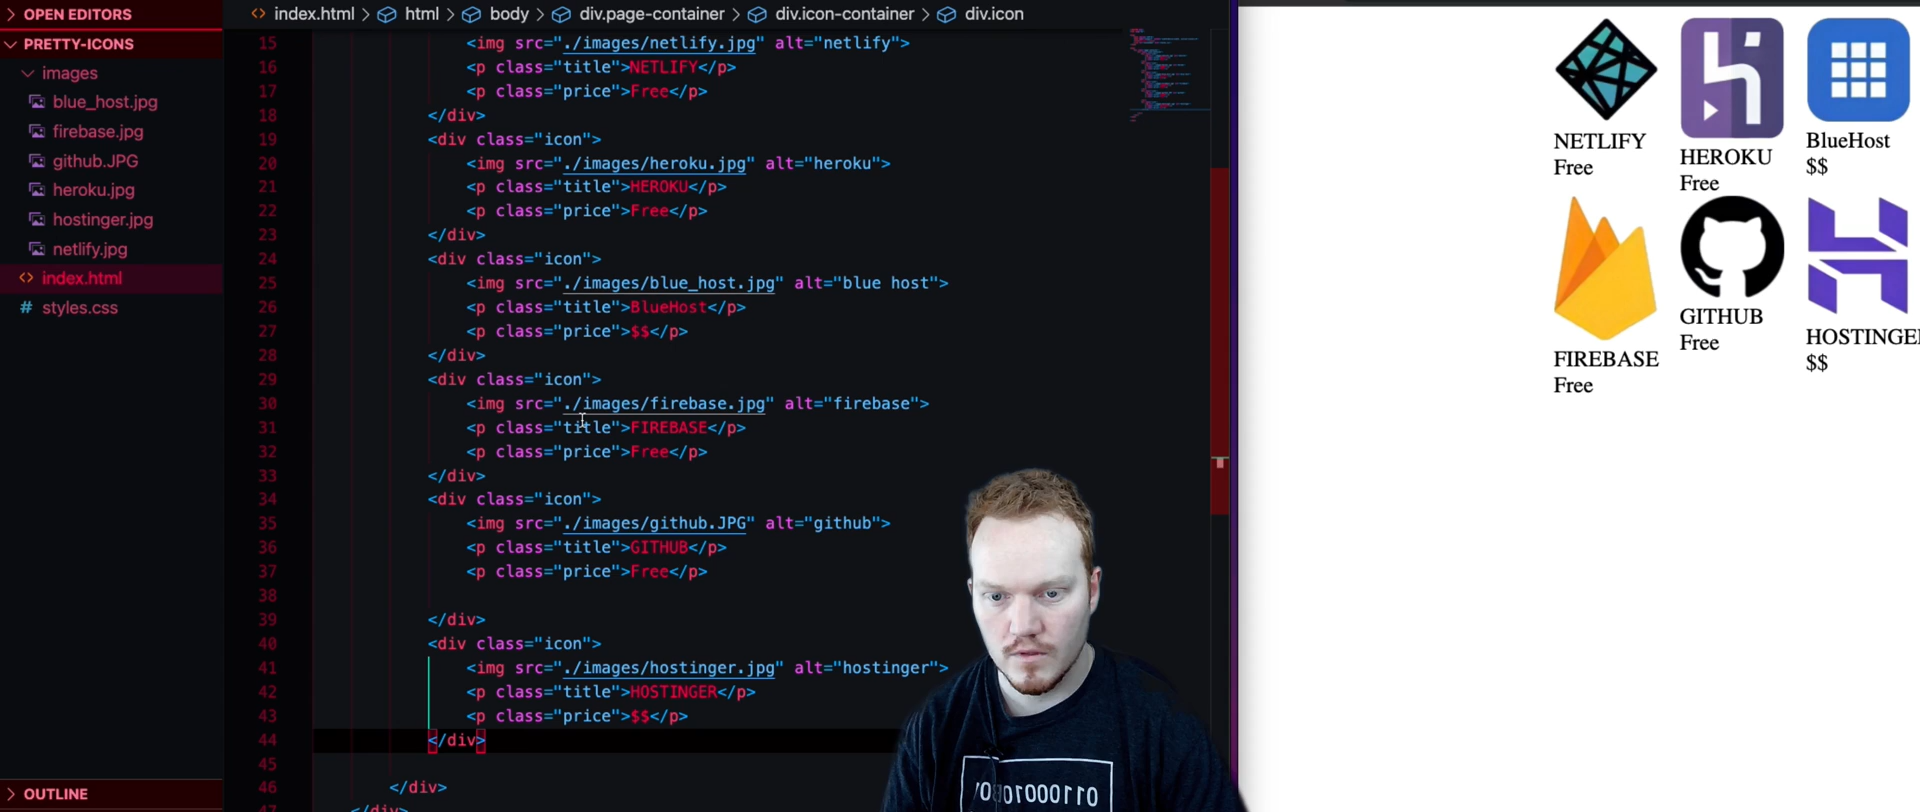 index.html > html > body > div.page-container > div.icon-container > div.icon
OPEN EDITORS
PRETTY-ICONS
images
blue_host.jpg
firebase.jpg
github.JPG
heroku.jpg
hostinger.jpg
netlify.jpg
<> index.html
# styles.css
OUTLINE
15 <img src="./images/netlify.jpg" alt="netlify">
16 <p class="title">NETLIFY</p>
17 <p class="price">Free</p>
18 </div>
19 <div class="icon">
20 <img src="./images/heroku.jpg" alt="heroku">
21 <p class="title">HEROKU</p>
22 <p class="price">Free</p>
23 </div>
24 <div class="icon">
25 <img src="./images/blue_host.jpg" alt="blue host">
26 <p class="title">BlueHost</p>
27 <p class="price">$$</p>
28 </div>
29 <div class="icon">
30 <img src="./images/firebase.jpg" alt="firebase">
31 <p class="title">FIREBASE</p>
32 <p class="price">Free</p>
33 </div>
34 <div class="icon">
35 <img src="./images/github.JPG" alt="github">
36 <p class="title">GITHUB</p>
37 <p class="price">Free</p>
38
39 </div>
40 <div class="icon">
41 <img src="./images/hostinger.jpg" alt="hostinger">
42 <p class="title">HOSTINGER</p>
43 <p class="price">$$</p>
44 </div>
45
46 </div>
47 </div>
NETLIFY
Free
HEROKU
Free
BlueHost
$$
FIREBASE
Free
GITHUB
Free
HOSTINGE
$$